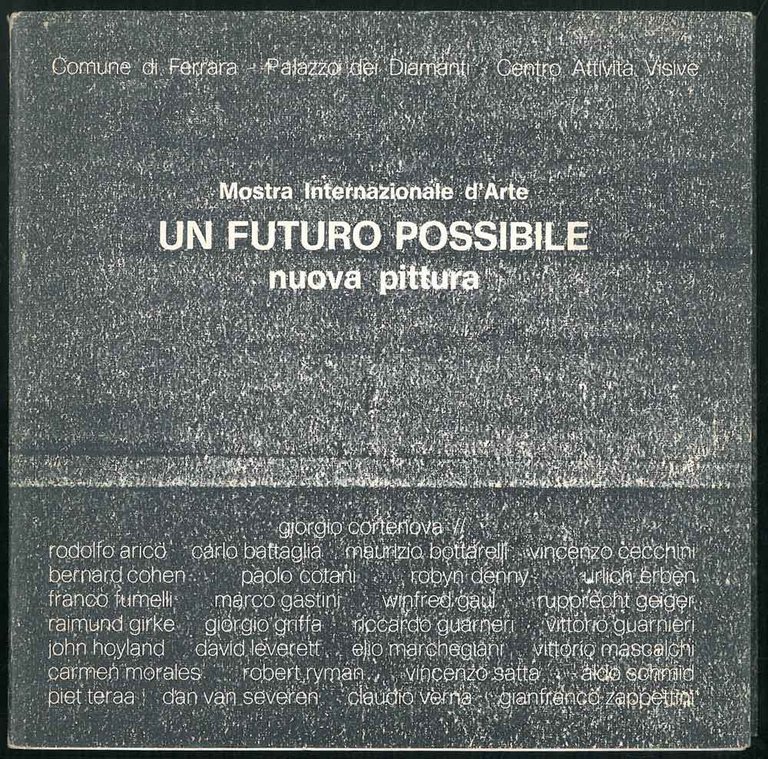 Comune di Ferrara - Palazzo dei Diamanti - Centro Attività Visive
Mostra Internazionale d'Arte
UN FUTURO POSSIBILE
nuova pittura
giorgio cortenova //
rodolfo aricò carlo battaglia maurizio bottarelli vincenzo cecchini
bernard cohen paolo cotani robyn denny urlich erben
franco fumelli marco gastini winfred gaul rupprecht geiger
raimund girke giorgio griffa riccardo guarneri vittorio guarnieri
john hoyland david leverett elio marchegiani vittorio mascalchi
carmen morales robert ryman vincenzo satta aldo schmid
piet teraa dan van severen claudio verna gianfranco zappettini